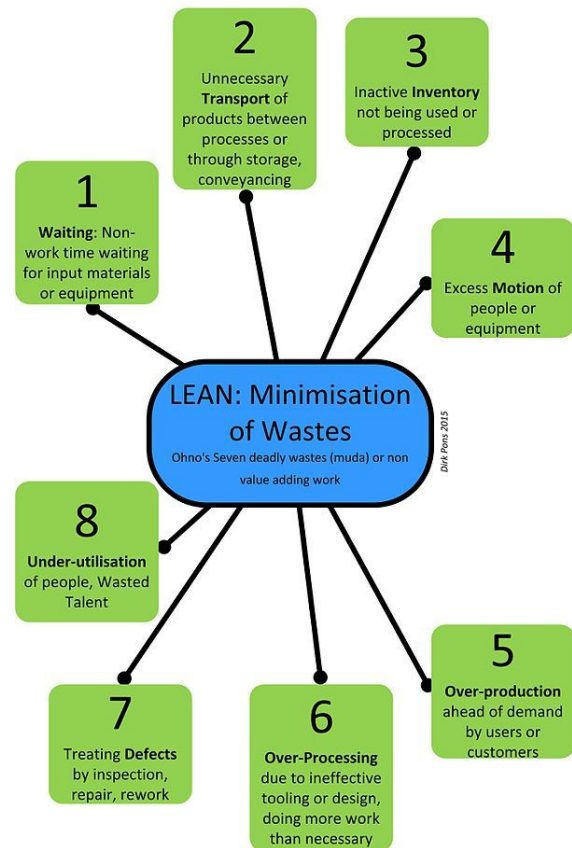 LEAN: Minimisation
of Wastes
Ohno's Seven deadly wastes (muda) or non
value adding work
1
Waiting: Non-
work time waiting
for input materials
or equipment
2
Unnecessary
Transport of
products between
processes or
through storage,
conveyancing
3
Inactive Inventory
not being used or
processed
4
Excess Motion of
people or
equipment
5
Over-production
ahead of demand
by users or
customers
6
Over-Processing
due to ineffective
tooling or design,
doing more work
than necessary
7
Treating Defects
by inspection,
repair, rework
8
Under-utilisation
of people, Wasted
Talent
Dirk Pons 2015